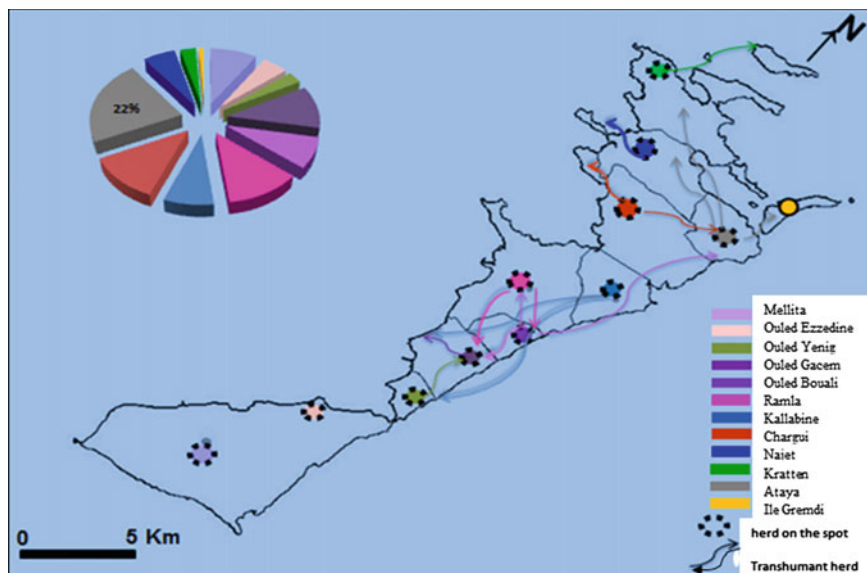 22%
N
Mellita
Ouled Ezzedine
Ouled Yenig
Ouled Gacem
Ouled Bouali
Ramla
Kallabine
Chargui
Naiet
Kratten
Ataya
Ile Gremdi
herd on the spot
Transhumant herd
0 5 Km